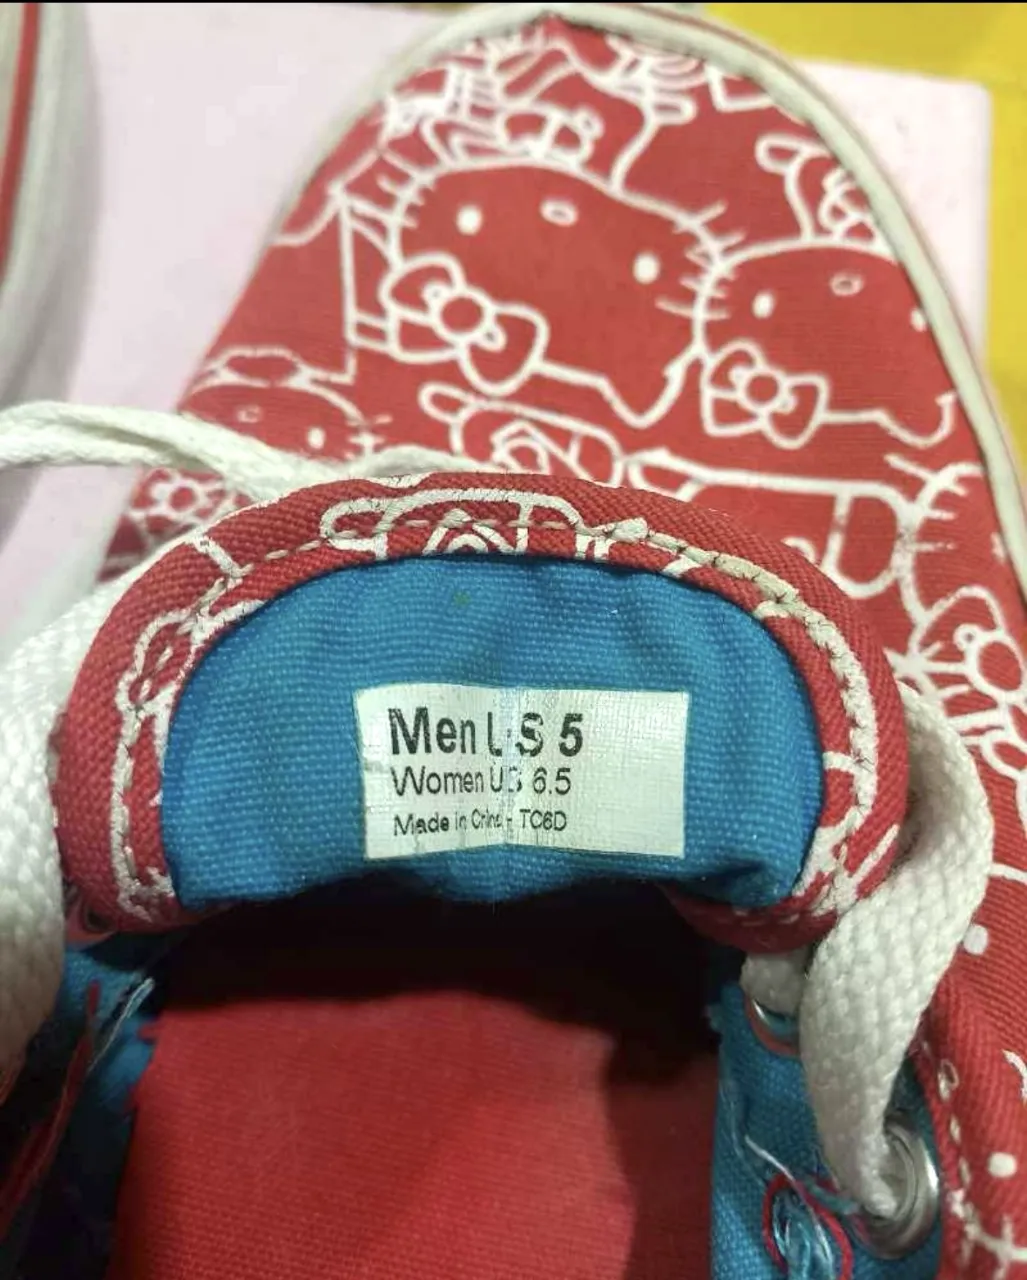 Men US 5
Women US 6.5
Made in China - TC6D